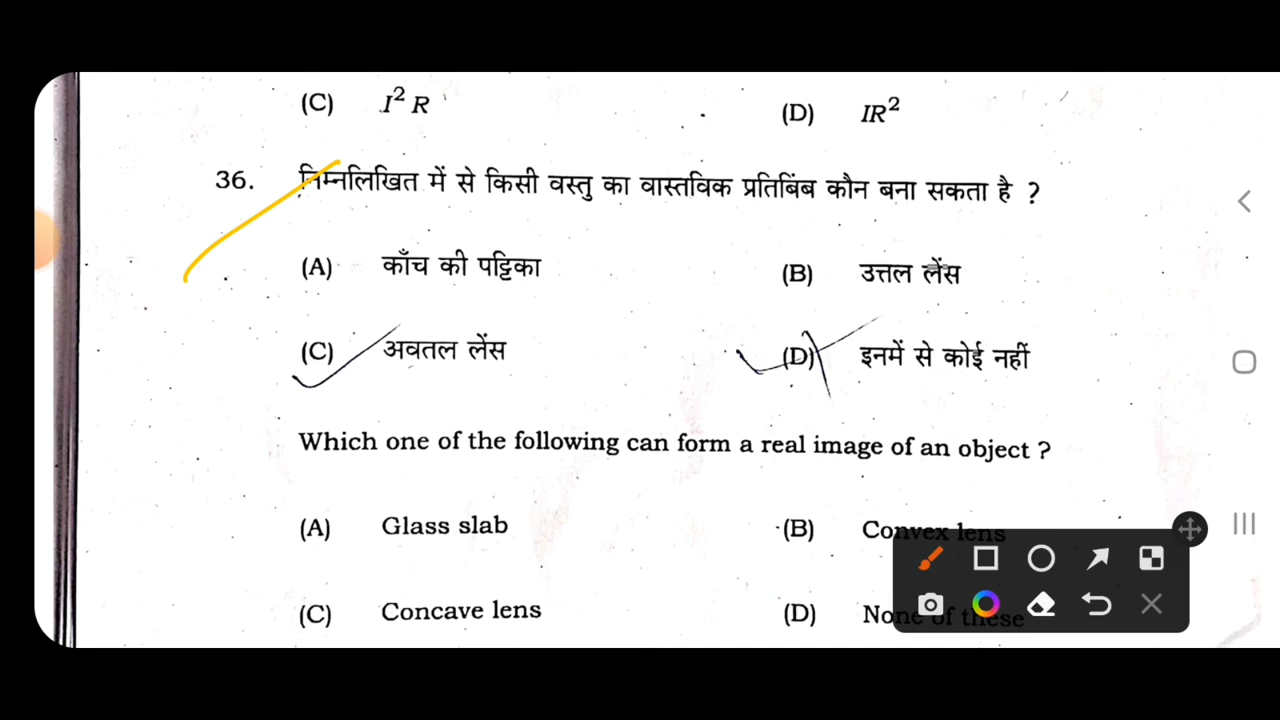 (C) I² R (D) IR²
36. निम्नलिखित में से किसी वस्तु का वास्तविक प्रतिबिंब कौन बना सकता है ?
(A) काँच की पट्टिका (B) उत्तल लेंस
(C) अवतल लेंस (D) इनमें से कोई नहीं
Which one of the following can form a real image of an object ?
(A) Glass slab (B) Convex lens
(C) Concave lens (D) None of these